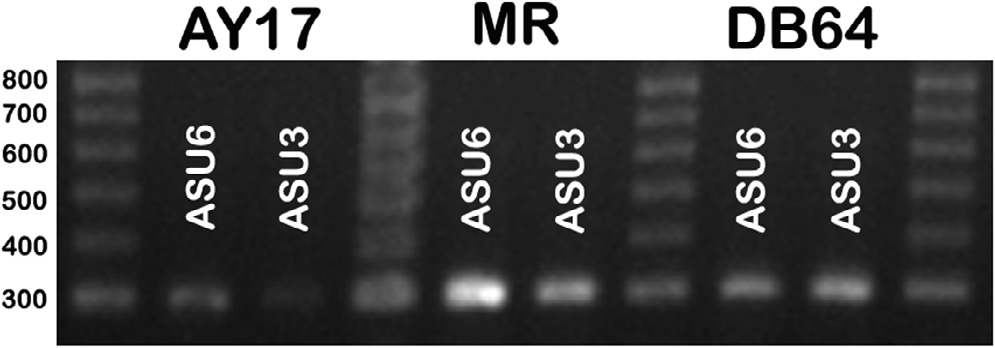 AY17 MR DB64
800
700
600
500
400
300
ASU6
ASU3
ASU6
ASU3
ASU6
ASU3